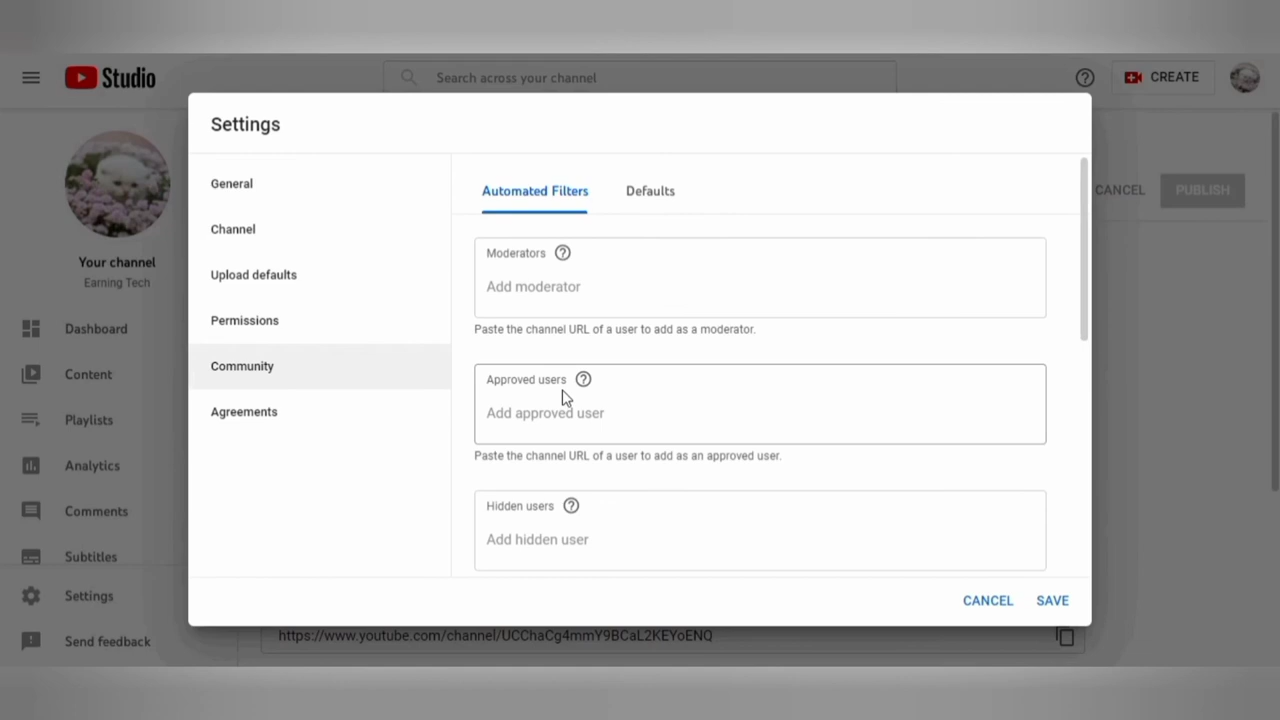 Studio
Search across your channel
CREATE
Settings
General
Channel
Upload defaults
Permissions
Community
Agreements
Automated Filters
Defaults
Moderators
Add moderator
Paste the channel URL of a user to add as a moderator.
Approved users
Add approved user
Paste the channel URL of a user to add as an approved user.
Hidden users
Add hidden user
CANCEL
SAVE
CANCEL
PUBLISH
Your channel
Earning Tech
Dashboard
Content
Playlists
Analytics
Comments
Subtitles
Settings
Send feedback
https://www.youtube.com/channel/UCChaCg4mmY9BCaL2KEYoENQ